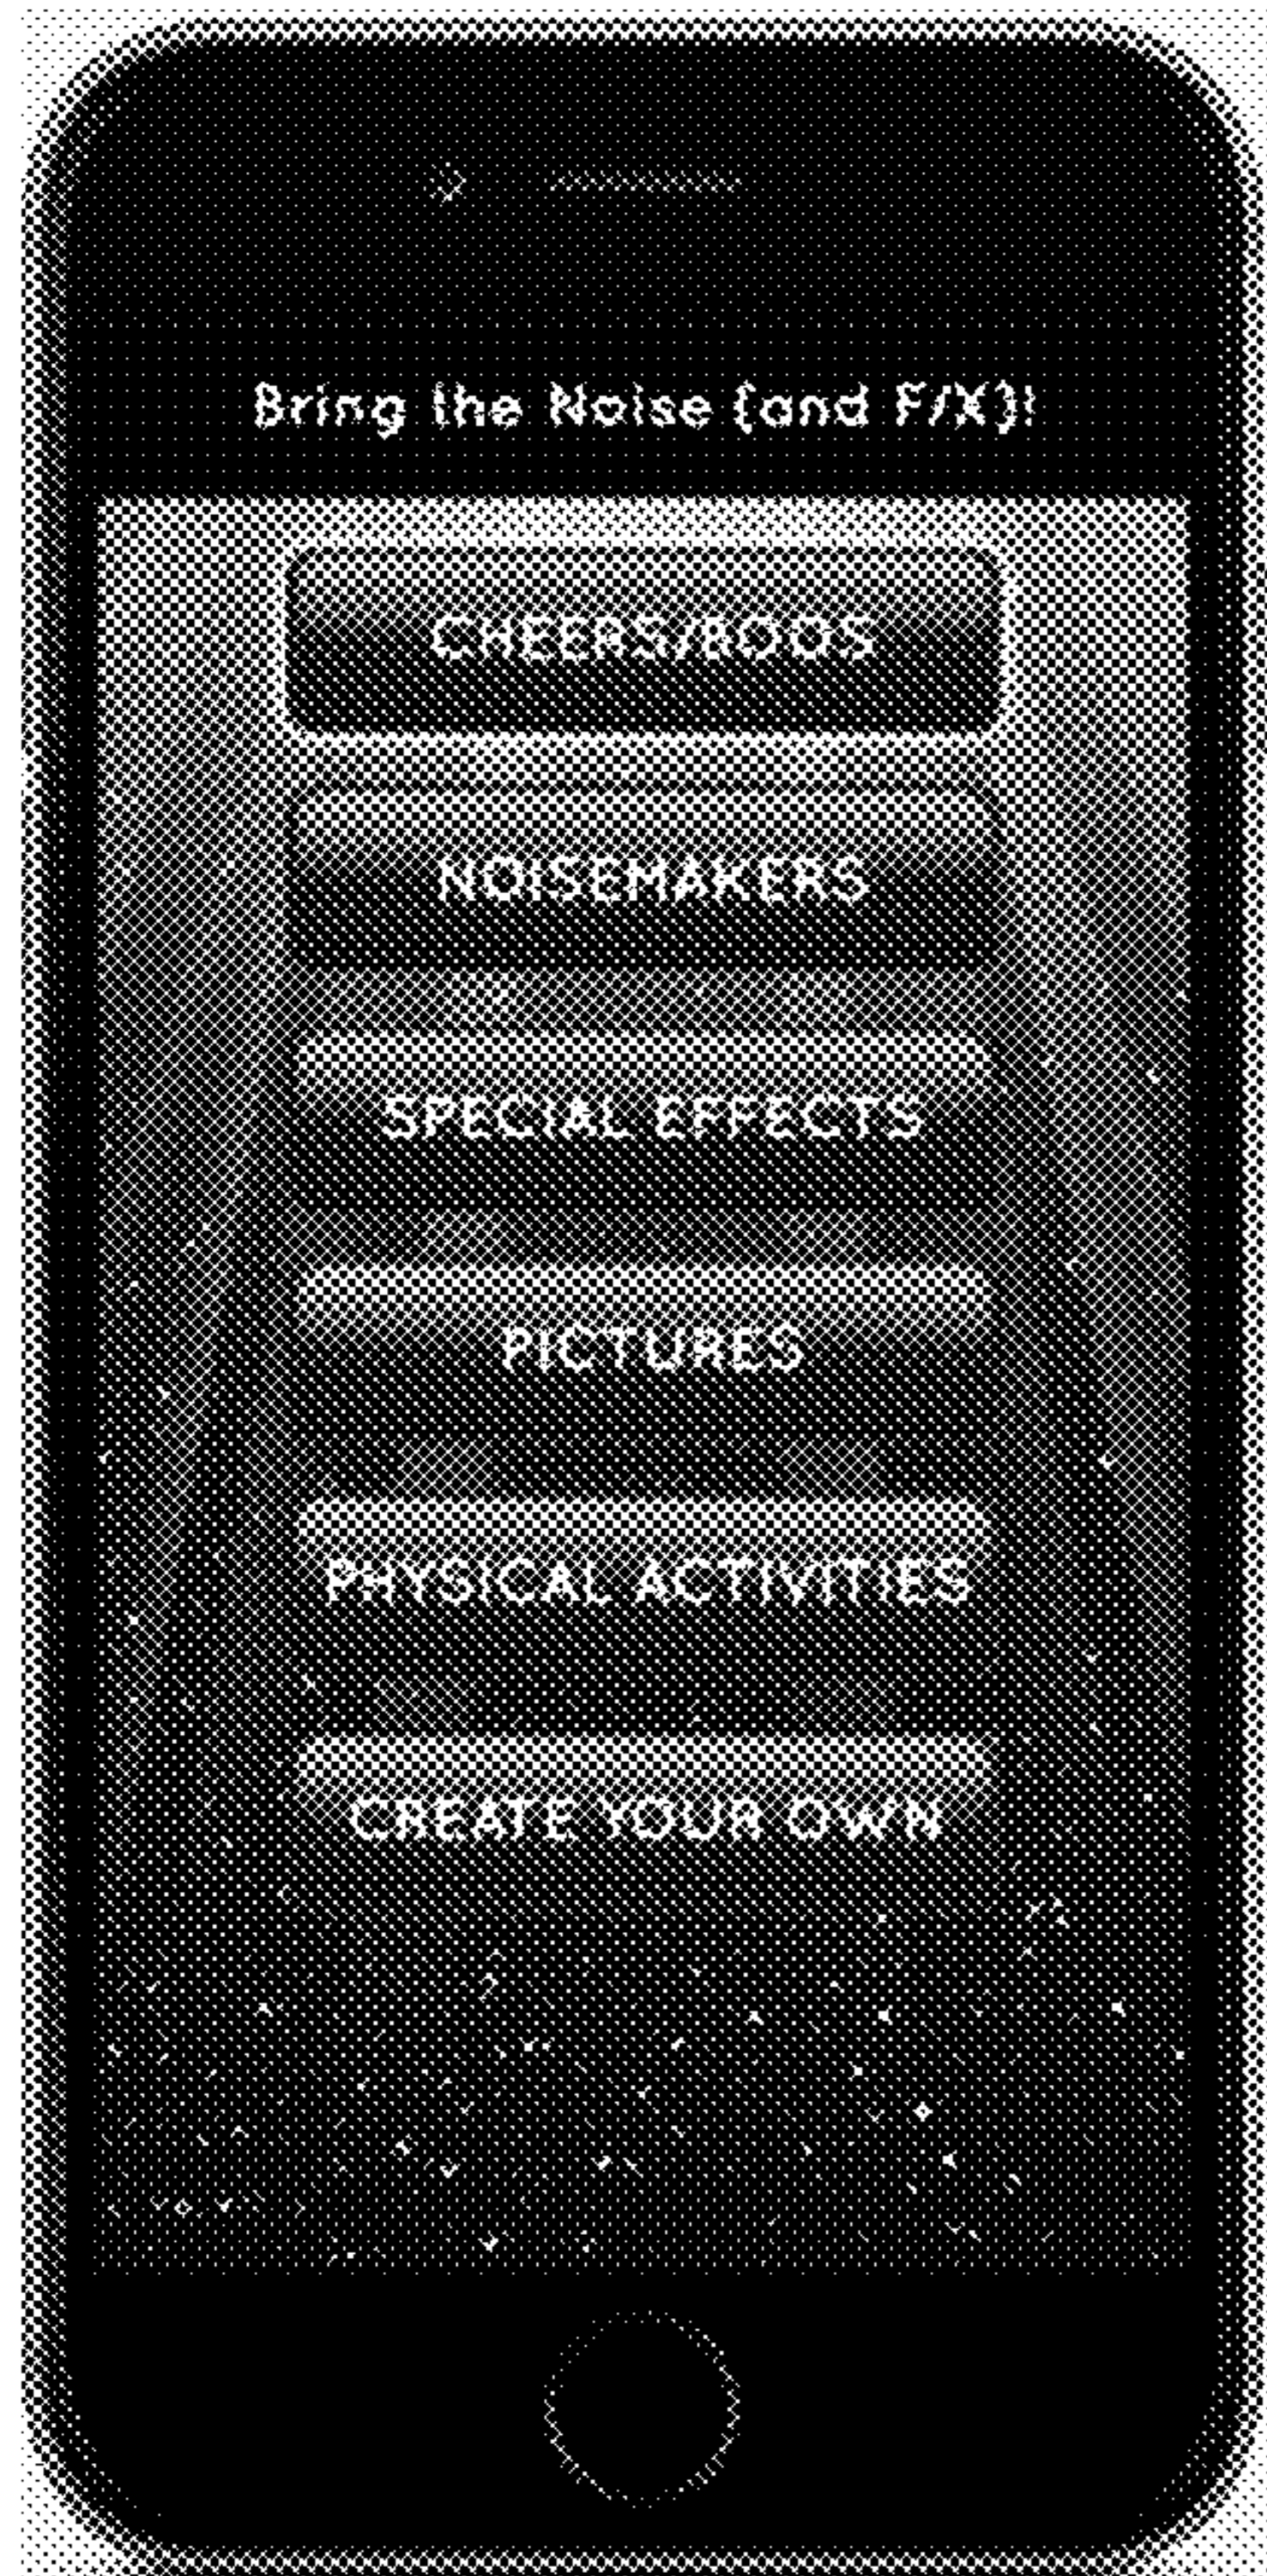 Bring the Noise (and F/X)!
CHEERS/BOOS
NOISEMAKERS
SPECIAL EFFECTS
PICTURES
PHYSICAL ACTIVITIES
CREATE YOUR OWN